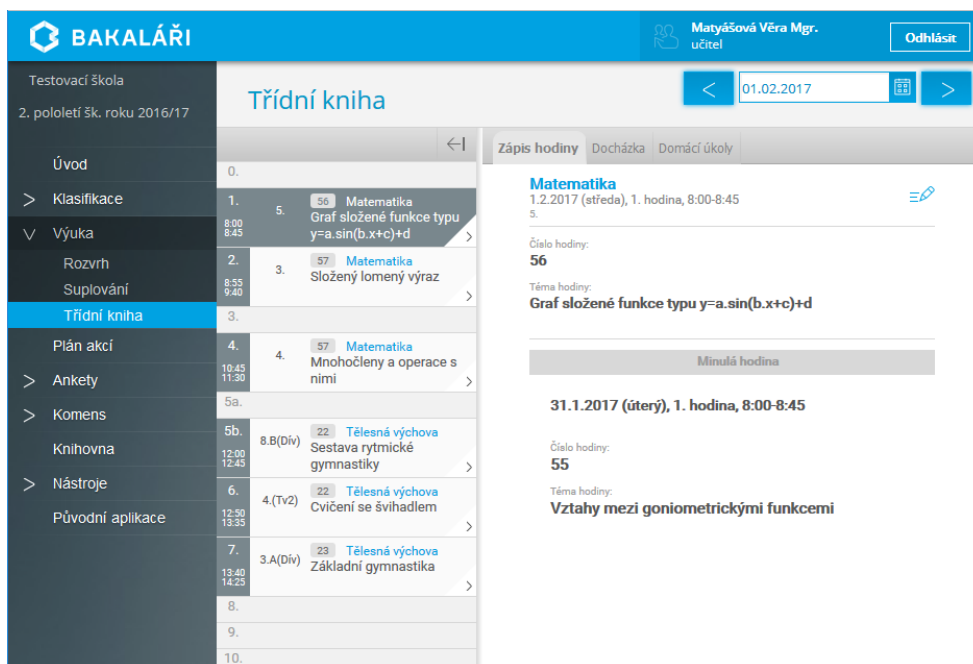 BAKALÁŘI
Matyášová Věra Mgr.
učitel
Odhlásit
Testovací škola
2. pololetí šk. roku 2016/17
Úvod
> Klasifikace
Výuka
Rozvrh
Suplování
Třídní kniha
Plán akcí
> Ankety
> Komens
Knihovna
> Nástroje
Původní aplikace
Třídní kniha
< 01.02.2017 >
0.
1. 8:00 8:45 5. 56 Matematika
Graf složené funkce typu
y=a.sin(b.x+c)+d
2. 8:55 9:40 3. 57 Matematika
Složený lomený výraz
3.
4. 10:45 11:30 4. 57 Matematika
Mnohočleny a operace s
nimi
5a.
5b. 12:00 12:45 8.B(Dív) 22 Tělesná výchova
Sestava rytmické
gymnastiky
6. 12:50 13:35 4.(Tv2) 22 Tělesná výchova
Cvičení se švihadlem
7. 13:40 14:25 3.A(Dív) 23 Tělesná výchova
Základní gymnastika
8.
9.
10.
Zápis hodiny Docházka Domácí úkoly
Matematika
1.2.2017 (středa), 1. hodina, 8:00-8:45
5.
Číslo hodiny:
56
Téma hodiny:
Graf složené funkce typu y=a.sin(b.x+c)+d
Minulá hodina
31.1.2017 (úterý), 1. hodina, 8:00-8:45
Číslo hodiny:
55
Téma hodiny:
Vztahy mezi goniometrickými funkcemi